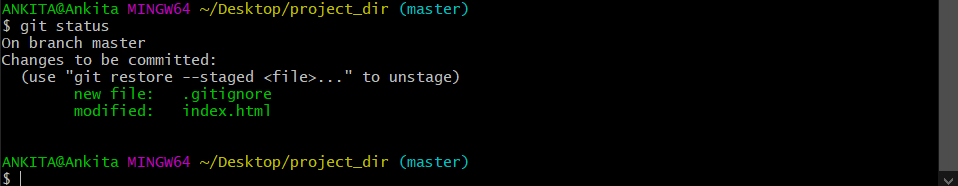 ANKITA@Ankita MINGW64 ~/Desktop/project_dir (master)
$ git status
On branch master
Changes to be committed:
  (use "git restore --staged <file>..." to unstage)
        new file:   .gitignore
        modified:   index.html

ANKITA@Ankita MINGW64 ~/Desktop/project_dir (master)
$